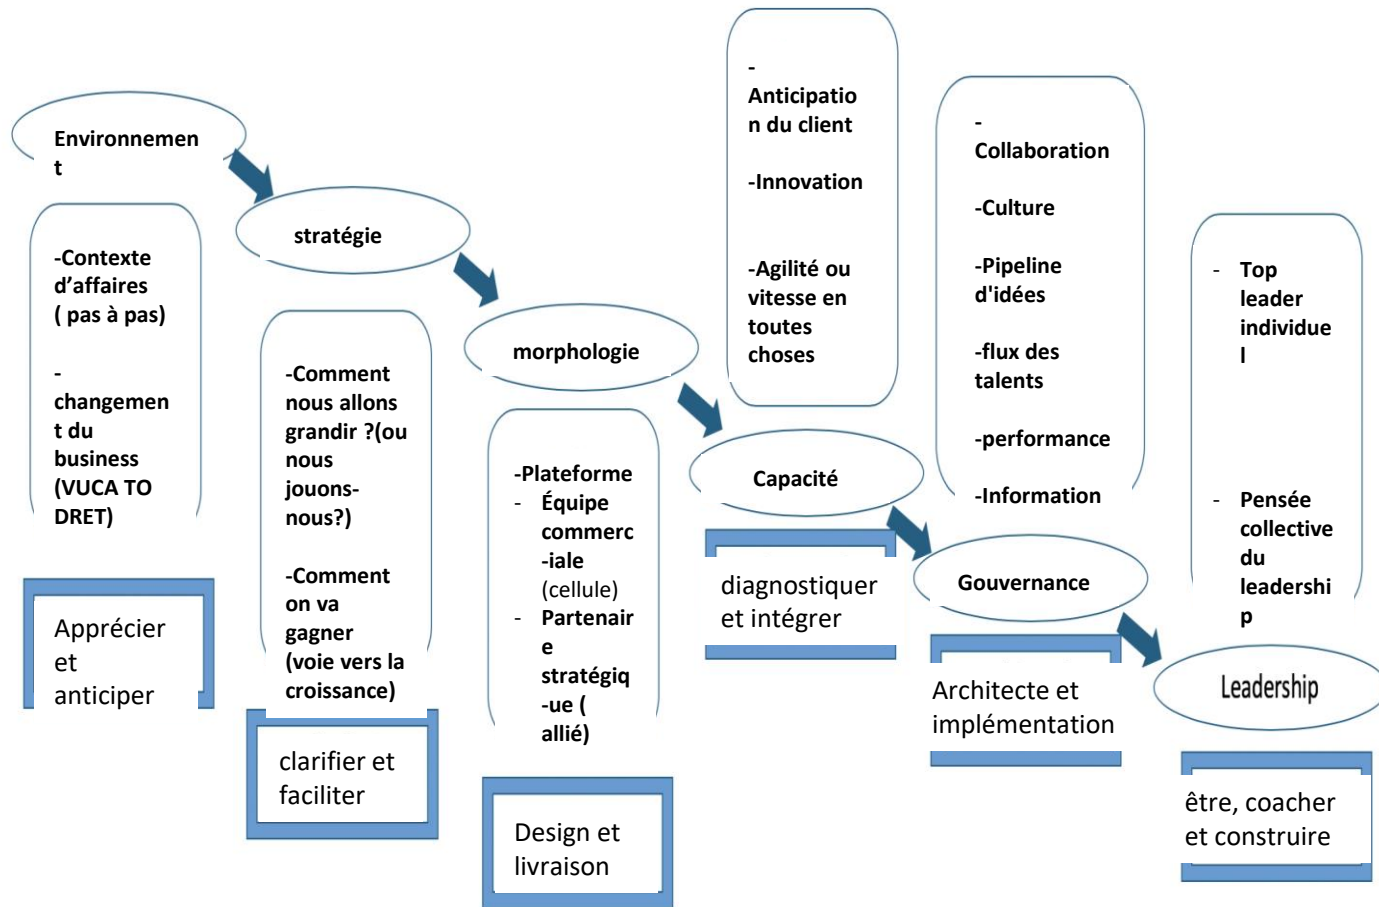 Environnemen
t
-Contexte
d’affaires
( pas à pas)
-
changemen
t du
business
(VUCA TO
DRET)
Apprécier
et
anticiper
stratégie
-Comment
nous allons
grandir ?(ou
nous
jouons-
nous?)
-Comment
on va
gagner
(voie vers la
croissance)
clarifier et
faciliter
morphologie
-Plateforme
- Équipe
commerc
-iale
(cellule)
- Partenair
e
stratégiq
-ue (
allié)
Design et
livraison
-
Anticipatio
n du client
-Innovation
-Agilité ou
vitesse en
toutes
choses
Capacité
diagnostiquer
et intégrer
-
Collaboration
-Culture
-Pipeline
d'idées
-flux des
talents
-performance
-Information
Gouvernance
Architecte et
implémentation
- Top
leader
individue
l
- Pensée
collective
du
leadershi
p
Leadership
être, coacher
et construire